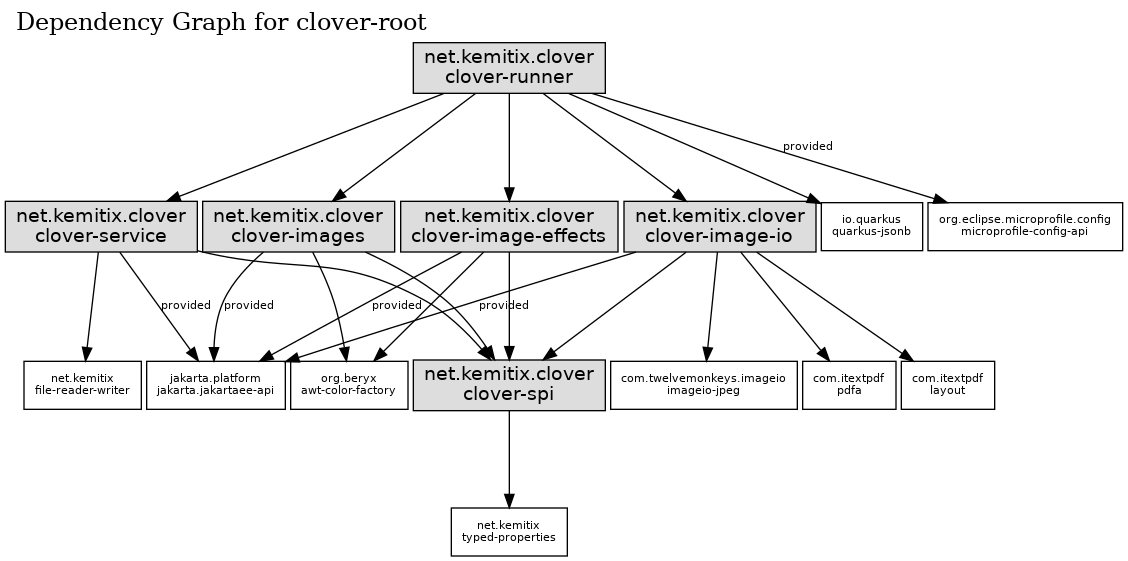 Dependency Graph for clover-root
net.kemitix.clover
clover-runner
provided
net.kemitix.clover
clover-service
net.kemitix.clover
clover-images
net.kemitix.clover
clover-image-effects
net.kemitix.clover
clover-image-io
io.quarkus
quarkus-jsonb
org.eclipse.microprofile.config
microprofile-config-api
provided
provided
provided
provided
net.kemitix
file-reader-writer
jakarta.platform
jakarta.jakartaee-api
org.beryx
awt-color-factory
net.kemitix.clover
clover-spi
com.twelvemonkeys.imageio
imageio-jpeg
com.itextpdf
pdfa
com.itextpdf
layout
net.kemitix
typed-properties